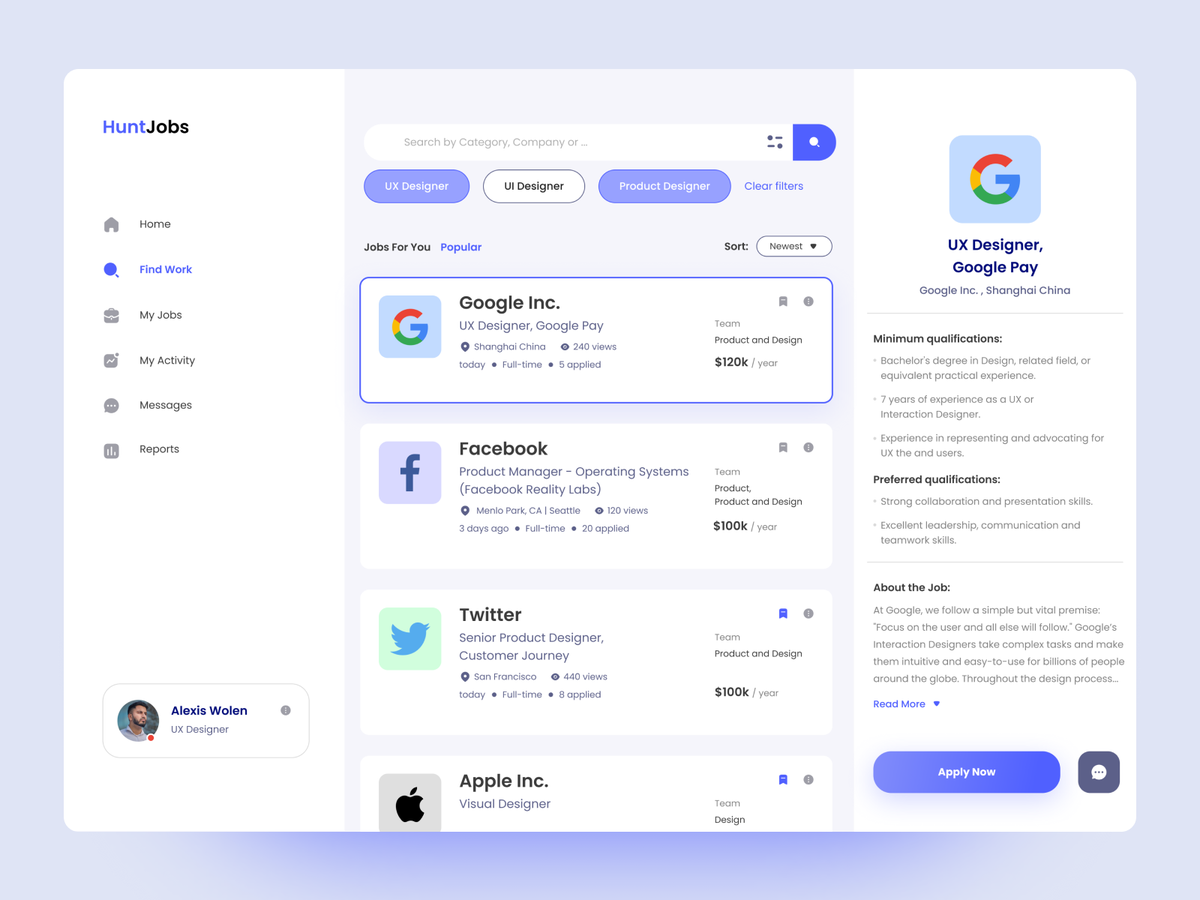 HuntJobs
Home
Find Work
My Jobs
My Activity
Messages
Reports
Alexis Wolen
UX Designer
Search by Category, Company or ...
UX Designer
UI Designer
Product Designer
Clear filters
Jobs For You
Popular
Sort:
Newest
Google Inc.
UX Designer, Google Pay
Shanghai China
240 views
today
Full-time
5 applied
Team
Product and Design
$120k / year
Facebook
Product Manager - Operating Systems
(Facebook Reality Labs)
Menlo Park, CA | Seattle
120 views
3 days ago
Full-time
20 applied
Team
Product,
Product and Design
$100k / year
Twitter
Senior Product Designer,
Customer Journey
San Francisco
440 views
today
Full-time
8 applied
Team
Product and Design
$100k / year
Apple Inc.
Visual Designer
Team
Design
UX Designer,
Google Pay
Google Inc. , Shanghai China
Minimum qualifications:
Bachelor's degree in Design, related field, or
equivalent practical experience.
7 years of experience as a UX or
Interaction Designer.
Experience in representing and advocating for
UX the and users.
Preferred qualifications:
Strong collaboration and presentation skills.
Excellent leadership, communication and
teamwork skills.
About the Job:
At Google, we follow a simple but vital premise:
"Focus on the user and all else will follow." Google's
Interaction Designers take complex tasks and make
them intuitive and easy-to-use for billions of people
around the globe. Throughout the design process...
Read More
Apply Now